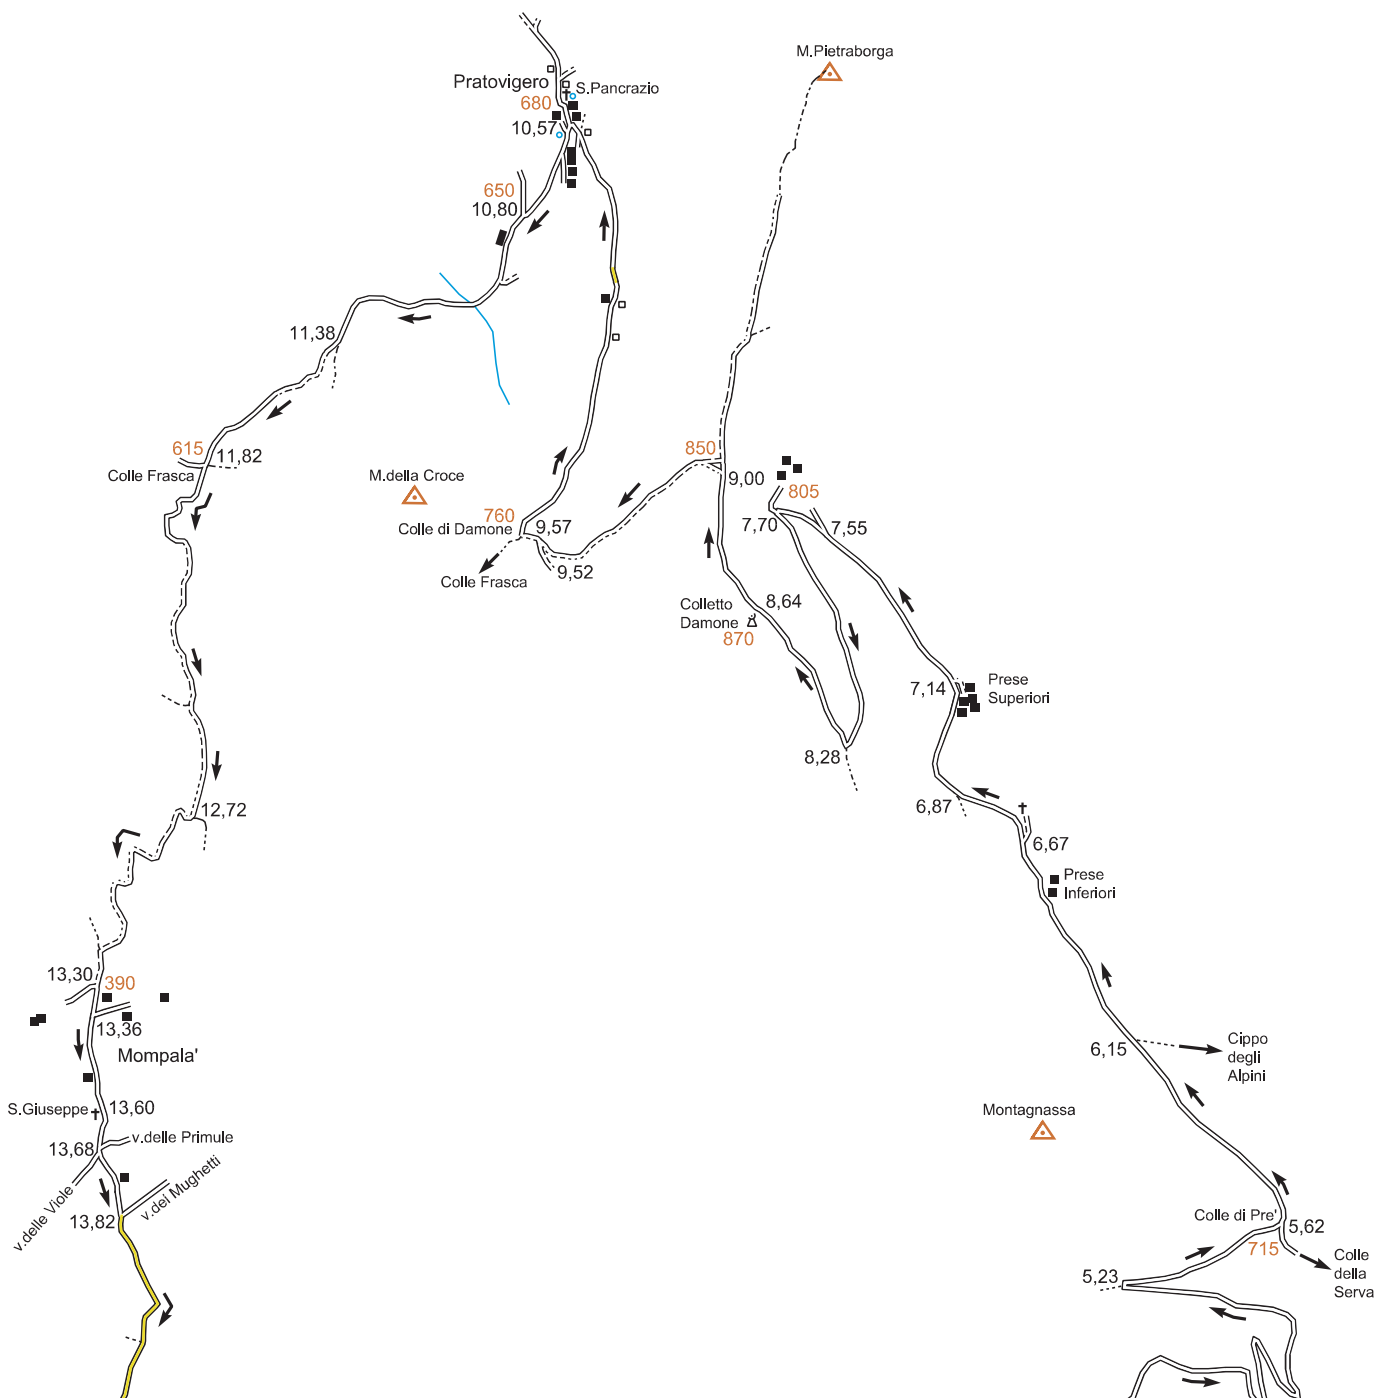 M.Pietraborga
Pratovigero
S.Pancrazio
680
10,57
650
10,80
11,38
615
11,82
Colle Frasca
M.della Croce
850
9,00
805
760
Colle di Damone
9,57
7,70
7,55
9,52
Colle Frasca
Colletto
Damone
8,64
870
7,14
Prese
Superiori
8,28
6,87
12,72
6,67
Prese
Inferiori
13,30
390
13,36
Mompala'
6,15
Cippo
degli
Alpini
S.Giuseppe
13,60
Montagnassa
13,68
v.delle Primule
v.delle Viole
v.dei Mughetti
13,82
Colle di Pre'
5,62
715
5,23
Colle
della
Serva